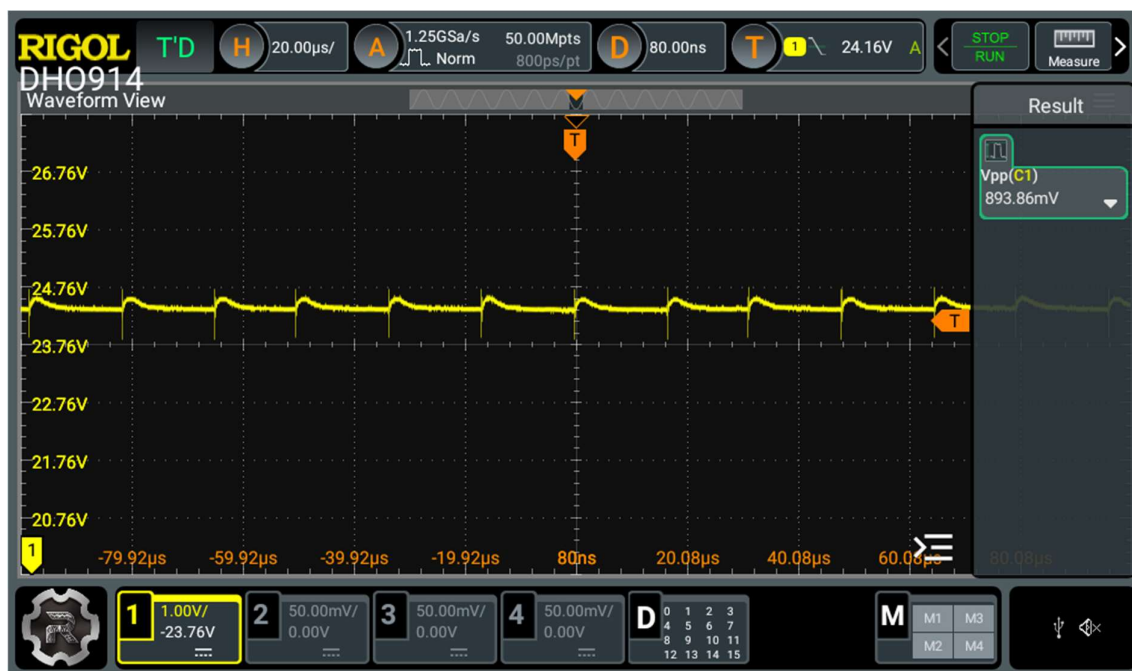 RIGOL
DHO914
T'D
H 20.00µs/
A 1.25GSa/s 50.00Mpts
Norm 800ps/pt
D 80.00ns
T 1 24.16V A
STOP
RUN
Measure
Waveform View
Result
T
Vpp(C1)
893.86mV
26.76V
25.76V
24.76V
T
23.76V
22.76V
21.76V
20.76V
1
-79.92µs -59.92µs -39.92µs -19.92µs 80ns 20.08µs 40.08µs 60.08µs 80.08µs
1 1.00V/
-23.76V
2 50.00mV/
0.00V
3 50.00mV/
0.00V
4 50.00mV/
0.00V
D 0 1 2 3
4 5 6 7
8 9 10 11
12 13 14 15
M M1 M3
M2 M4